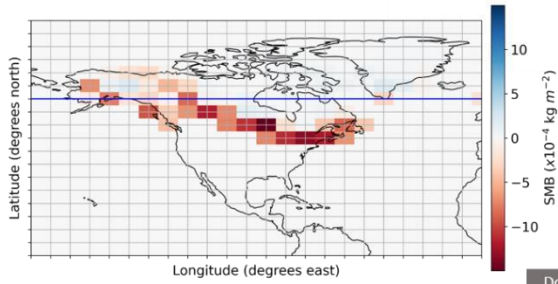 Latitude (degrees north)
Longitude (degrees east)
10
5
0
−5
−10
SMB (x10⁻⁴ kg m⁻²)